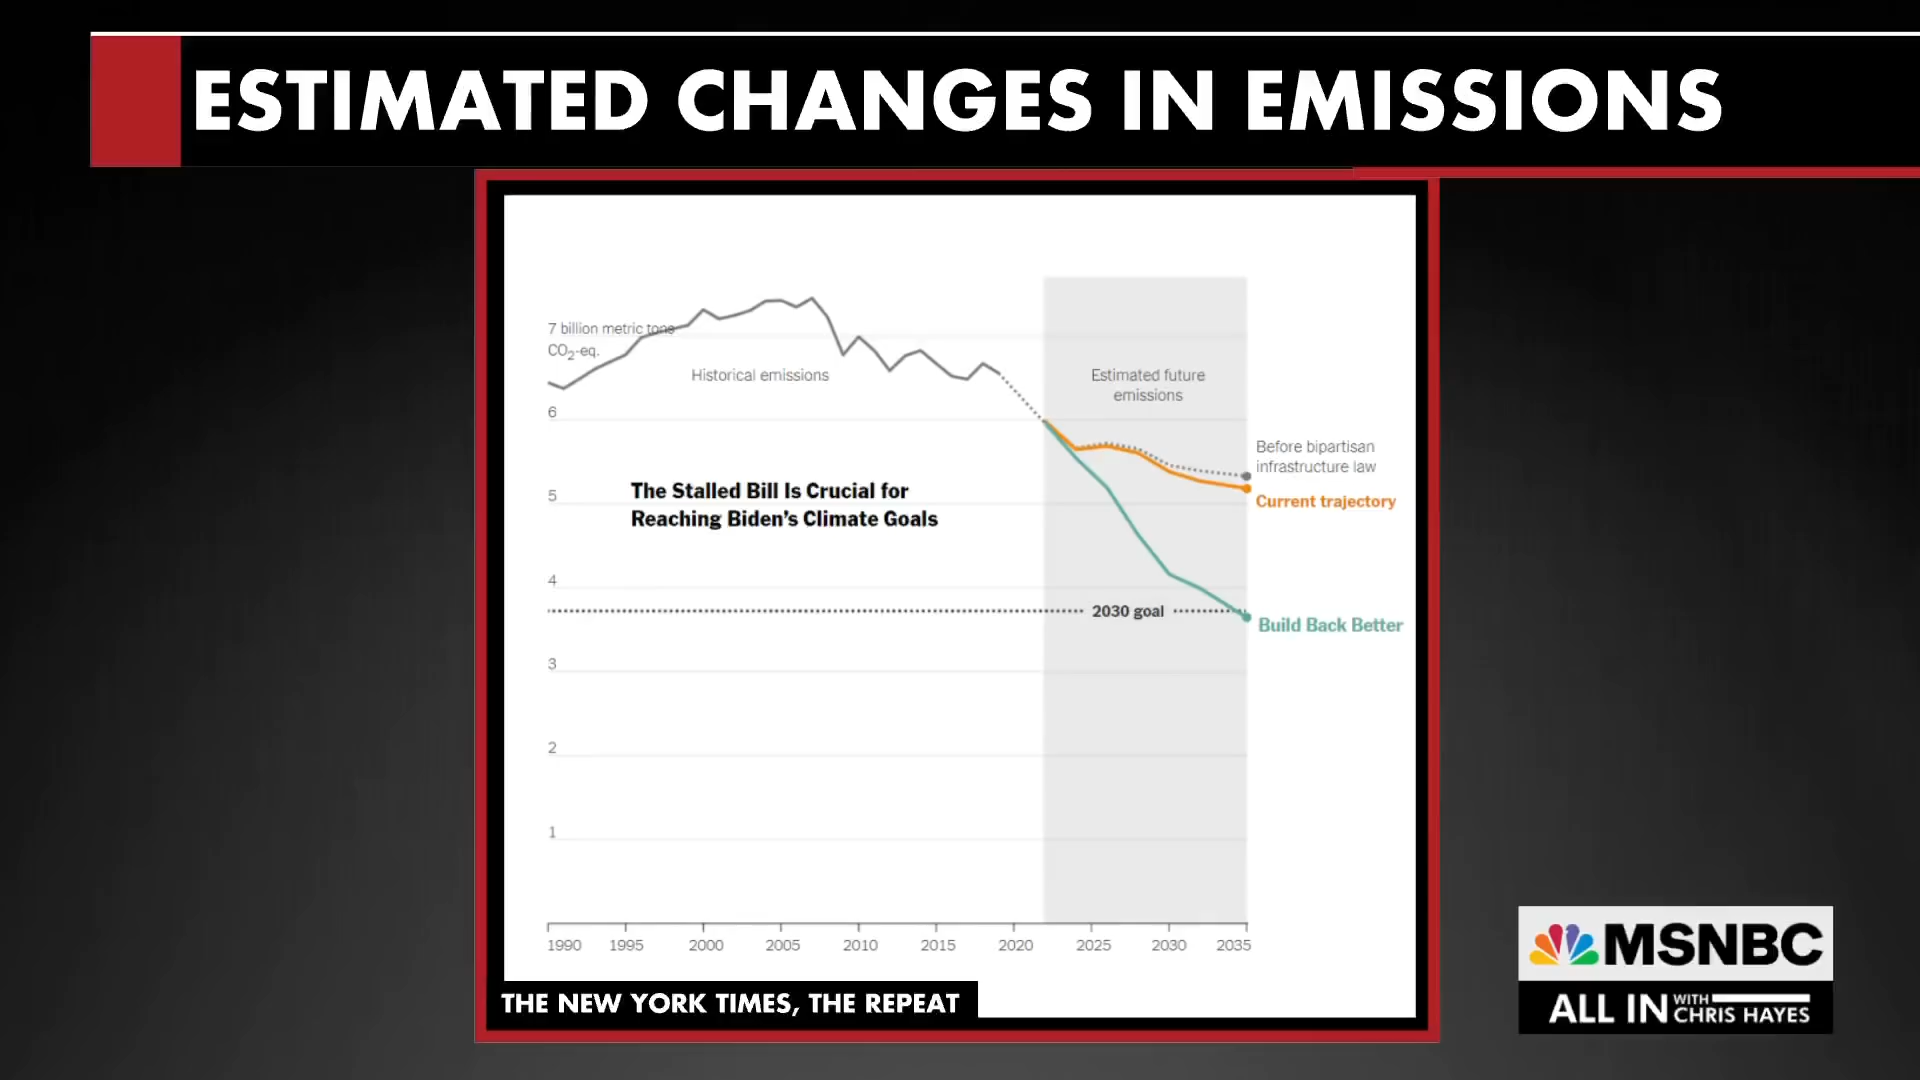 ESTIMATED CHANGES IN EMISSIONS
7 billion metric tons
CO₂-eq.
Historical emissions
Estimated future
emissions
6
Before bipartisan
infrastructure law
The Stalled Bill Is Crucial for
Reaching Biden's Climate Goals
5
Current trajectory
4
2030 goal
Build Back Better
3
2
1
1990 1995 2000 2005 2010 2015 2020 2025 2030 2035
THE NEW YORK TIMES, THE REPEAT
MSNBC
ALL IN WITH CHRIS HAYES